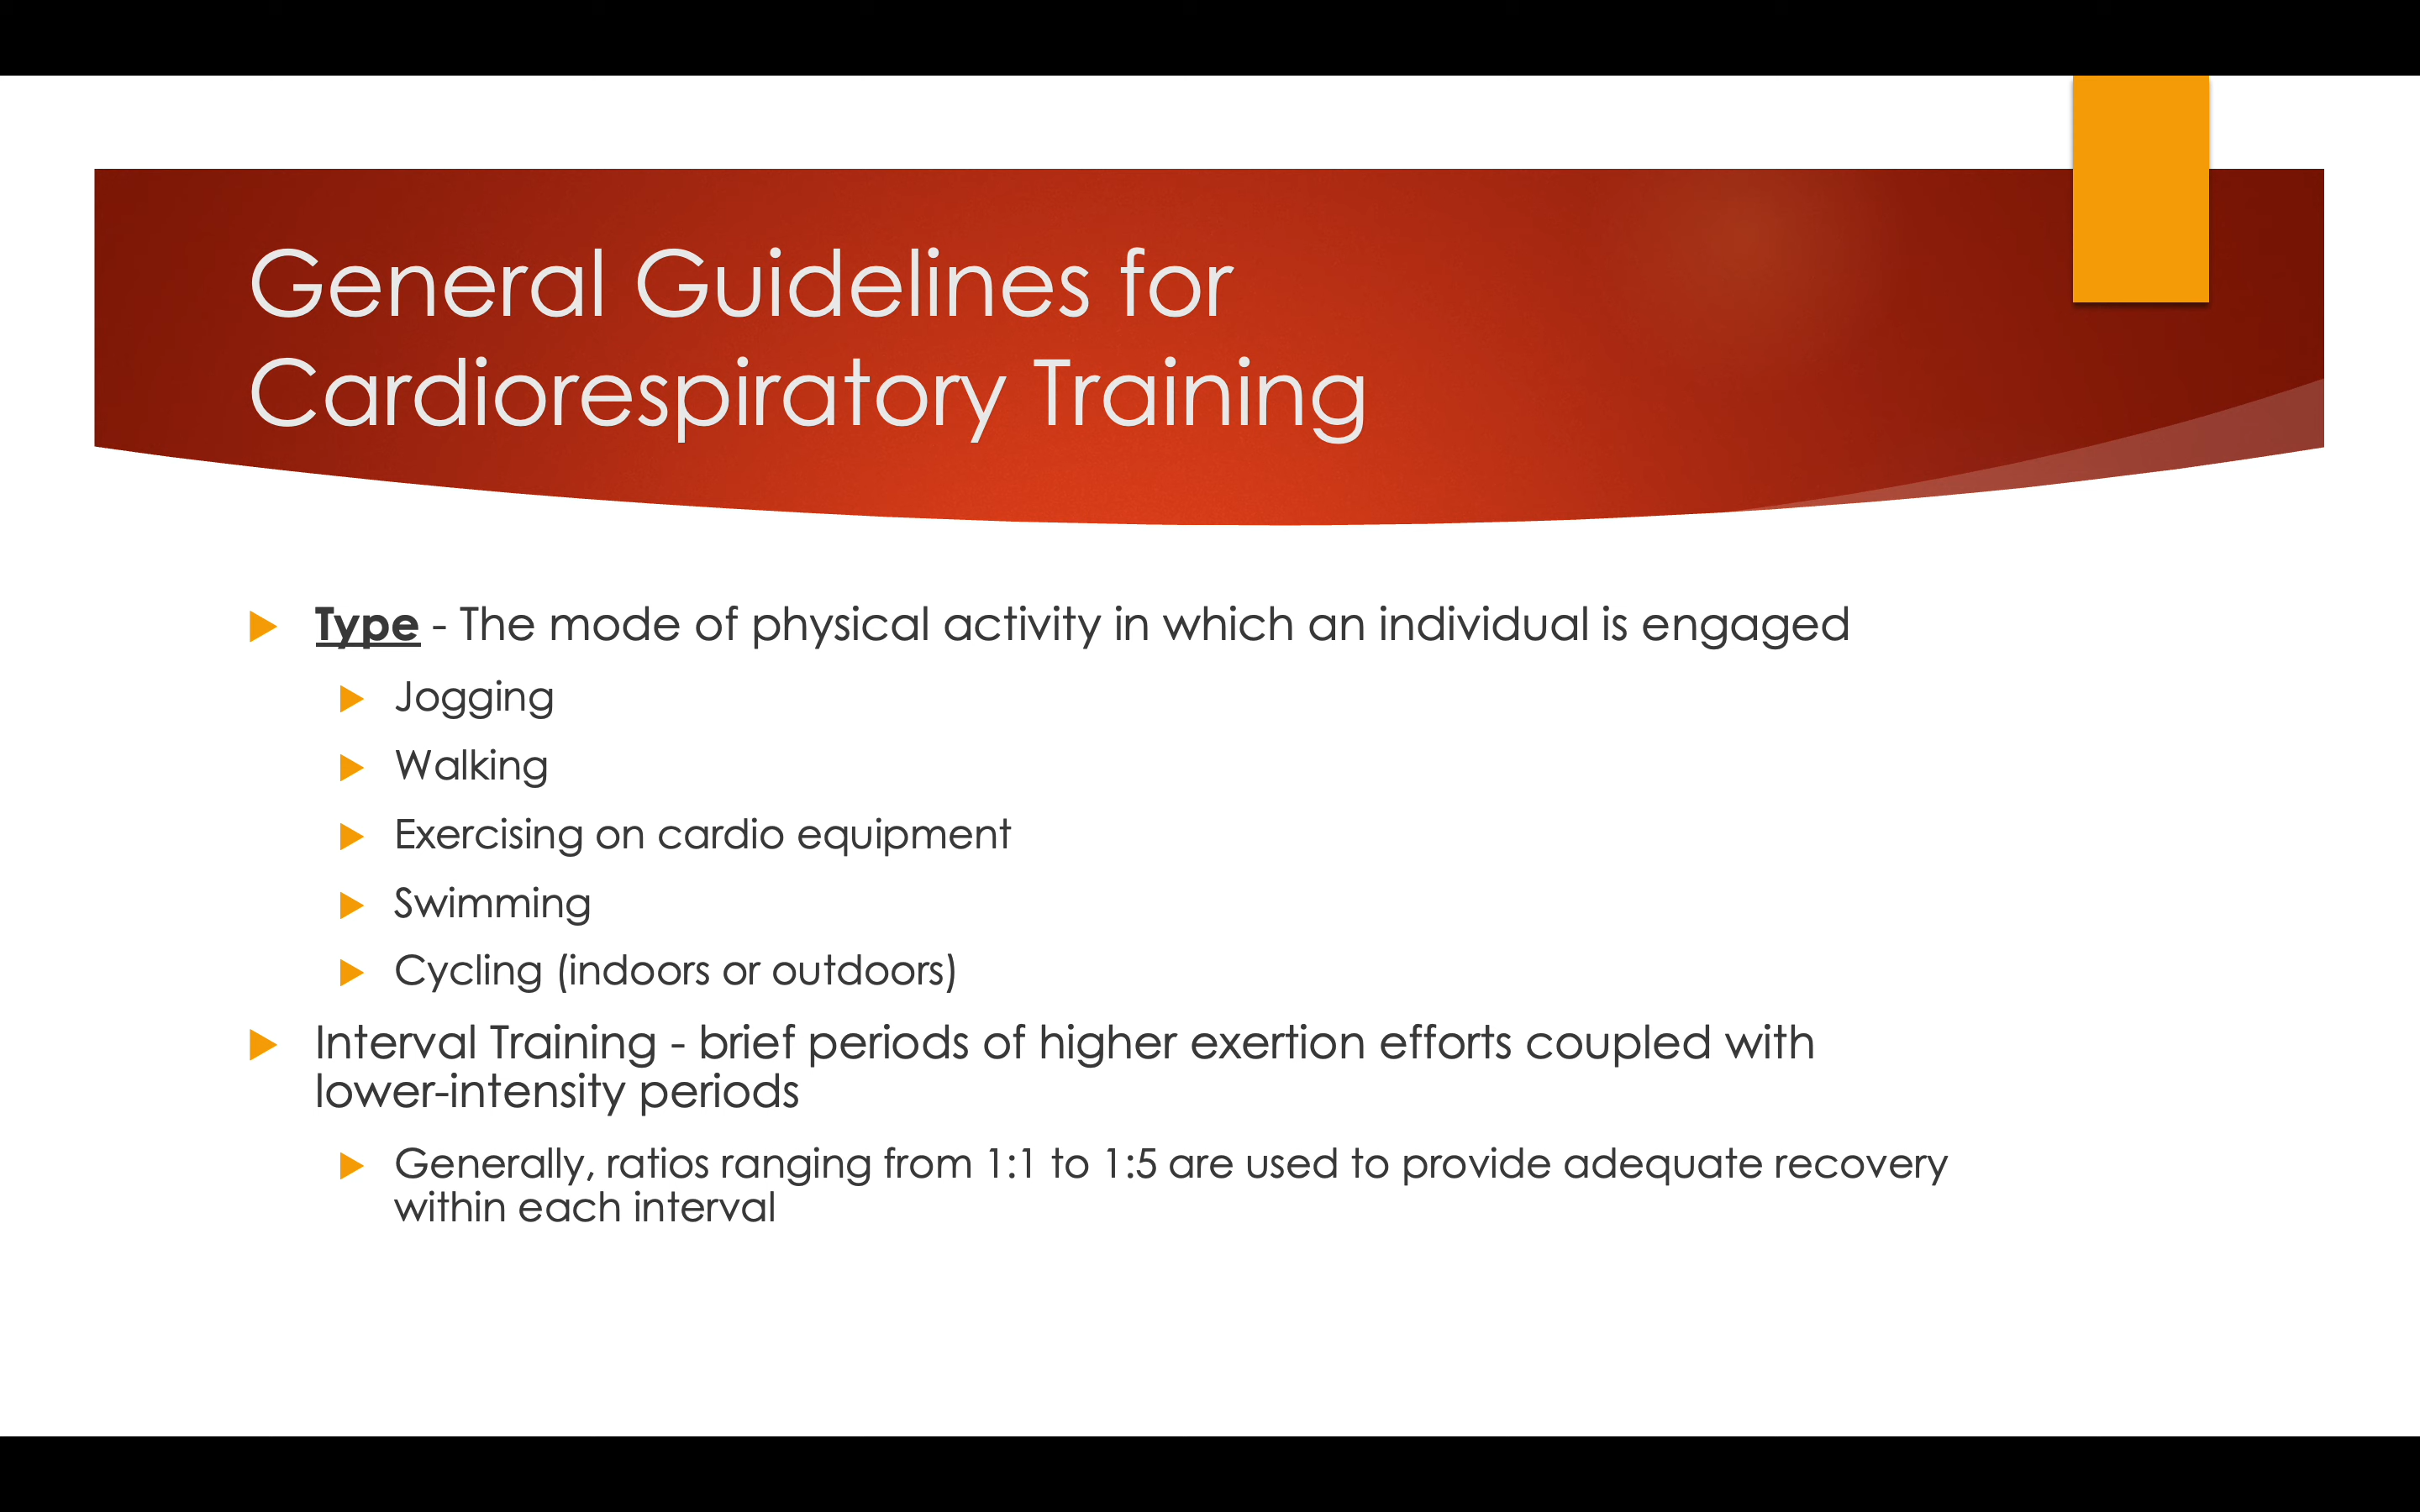 General Guidelines for
Cardiorespiratory Training
Type - The mode of physical activity in which an individual is engaged
Jogging
Walking
Exercising on cardio equipment
Swimming
Cycling (indoors or outdoors)
Interval Training - brief periods of higher exertion efforts coupled with
lower-intensity periods
Generally, ratios ranging from 1:1 to 1:5 are used to provide adequate recovery
within each interval